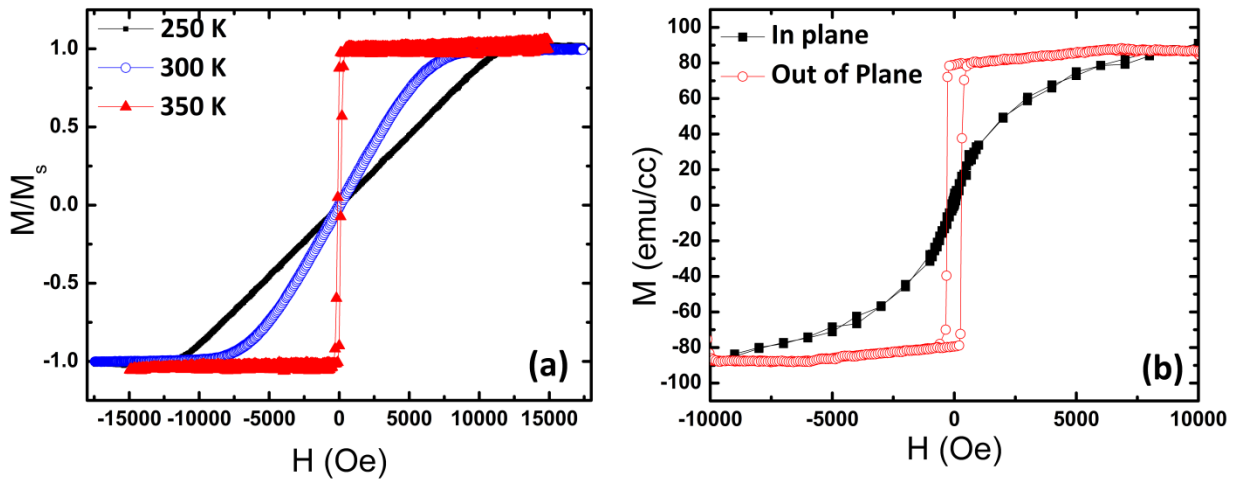 250 K
300 K
350 K
1.0
0.5
0.0
-0.5
-1.0
M/Ms
-15000 -10000 -5000 0 5000 10000 15000
H (Oe)
(a)
In plane
Out of Plane
100
80
60
40
20
0
-20
-40
-60
-80
-100
M (emu/cc)
-10000 -5000 0 5000 10000
H (Oe)
(b)